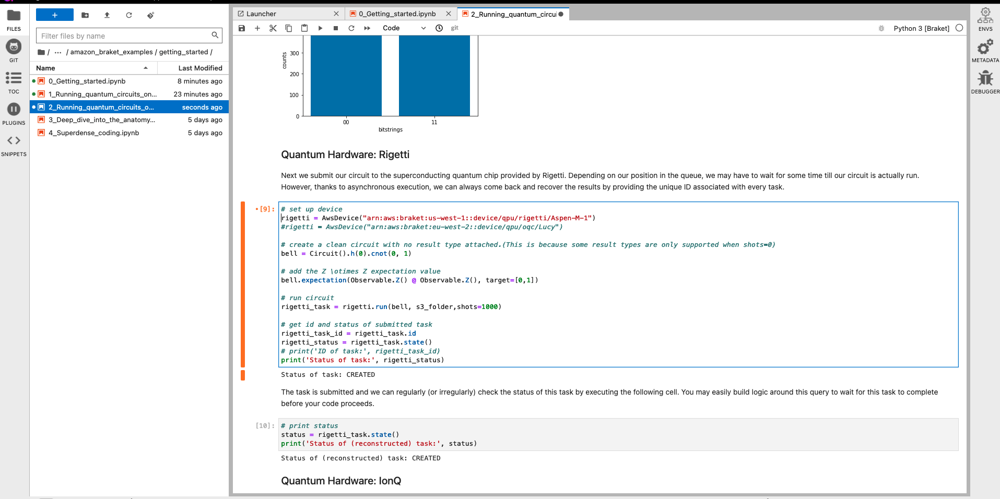 FILES
GIT
TOC
PLUGINS
SNIPPETS
+
Filter files by name
/ ... / amazon_braket_examples / getting_started /
Name Last Modified
0_Getting_started.ipynb 8 minutes ago
1_Running_quantum_circuits_on... 23 minutes ago
2_Running_quantum_circuits_o... seconds ago
3_Deep_dive_into_the_anatomy... 5 days ago
4_Superdense_coding.ipynb 5 days ago
Launcher
0_Getting_started.ipynb
2_Running_quantum_circui
Code git Python 3 [Braket]
300
200
100
0
counts
00 11
bitstrings
Quantum Hardware: Rigetti
Next we submit our circuit to the superconducting quantum chip provided by Rigetti. Depending on our position in the queue, we may have to wait for some time till our circuit is actually run.
However, thanks to asynchronous execution, we can always come back and recover the results by providing the unique ID associated with every task.
[9]: # set up device
rigetti = AwsDevice("arn:aws:braket:us-west-1::device/qpu/rigetti/Aspen-M-1")
#rigetti = AwsDevice("arn:aws:braket:eu-west-2::device/qpu/oqc/Lucy")
# create a clean circuit with no result type attached.(This is because some result types are only supported when shots=0)
bell = Circuit().h(0).cnot(0, 1)
# add the Z \otimes Z expectation value
bell.expectation(Observable.Z() @ Observable.Z(), target=[0,1])
# run circuit
rigetti_task = rigetti.run(bell, s3_folder,shots=1000)
# get id and status of submitted task
rigetti_task_id = rigetti_task.id
rigetti_status = rigetti_task.state()
# print('ID of task:', rigetti_task_id)
print('Status of task:', rigetti_status)
Status of task: CREATED
The task is submitted and we can regularly (or irregularly) check the status of this task by executing the following cell. You may easily build logic around this query to wait for this task to complete
before your code proceeds.
[10]: # print status
status = rigetti_task.state()
print('Status of (reconstructed) task:', status)
Status of (reconstructed) task: CREATED
Quantum Hardware: IonQ
ENVS
METADATA
DEBUGGER